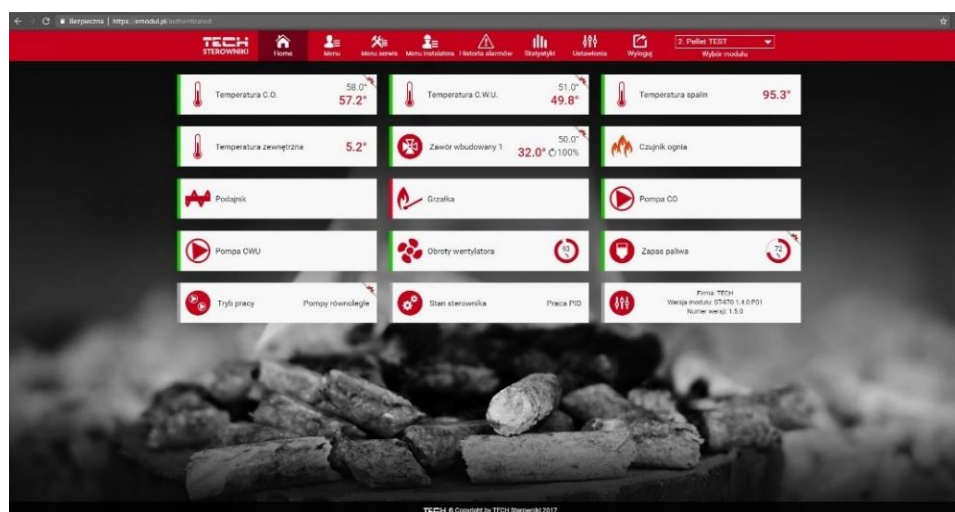 Bezpieczna | https://emodul.pl/authenticated
TECH
STEROWNIKI
Home
Menu
Menu serwis
Menu Instalatora
Historia alarmów
Statystyki
Ustawienia
Wyloguj
2. Pellet TEST
Wybór modułu
Temperatura C.O.
58.0°
57.2°
Temperatura C.W.U.
51.0°
49.8°
Temperatura spalin
95.3°
Temperatura zewnętrzna
5.2°
Zawór wbudowany 1
50.0°
32.0° 100%
Czujnik ognia
Podajnik
Grzałka
Pompa CO
Pompa CWU
Obroty wentylatora
93
%
Zapas paliwa
72
%
Tryb pracy
Pompy równoległe
Stan sterownika
Praca PID
Firma: TECH
Wersja modułu: ST-670 1.4.0 P01
Numer wersji: 1.5.0
TECH © Copyright by TECH Sterowniki 2017